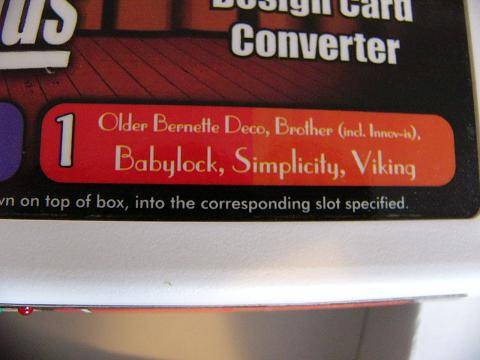 Design Card
Converter
1
Older Bernette Deco, Brother (incl. Innov-is),
Babylock, Simplicity, Viking
on top of box, into the corresponding slot specified.